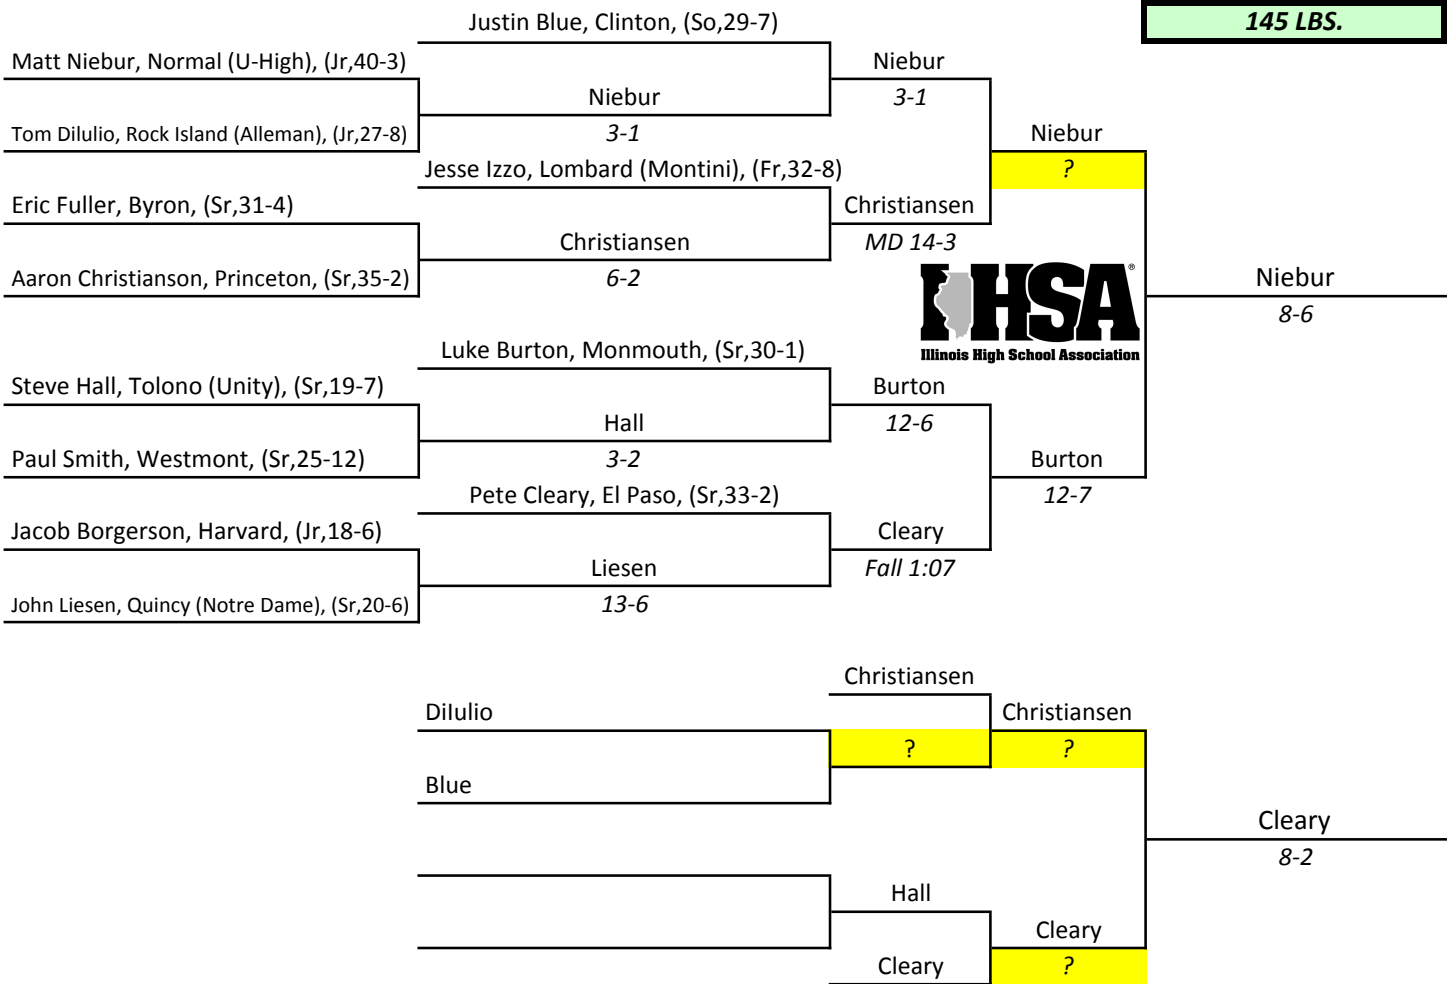 Justin Blue, Clinton, (So,29-7)
145 LBS.
Matt Niebur, Normal (U-High), (Jr,40-3)
Niebur
Niebur
3-1
Tom DiIulio, Rock Island (Alleman), (Jr,27-8)
3-1
Niebur
Jesse Izzo, Lombard (Montini), (Fr,32-8)
?
Eric Fuller, Byron, (Sr,31-4)
Christiansen
Christiansen
MD 14-3
Aaron Christianson, Princeton, (Sr,35-2)
6-2
IHSA®
Illinois High School Association
Niebur
8-6
Luke Burton, Monmouth, (Sr,30-1)
Steve Hall, Tolono (Unity), (Sr,19-7)
Burton
Hall
12-6
Paul Smith, Westmont, (Sr,25-12)
3-2
Burton
Pete Cleary, El Paso, (Sr,33-2)
12-7
Jacob Borgerson, Harvard, (Jr,18-6)
Cleary
Liesen
Fall 1:07
John Liesen, Quincy (Notre Dame), (Sr,20-6)
13-6
Christiansen
DiIulio
Christiansen
?
?
Blue
Cleary
8-2
Hall
Cleary
Cleary
?